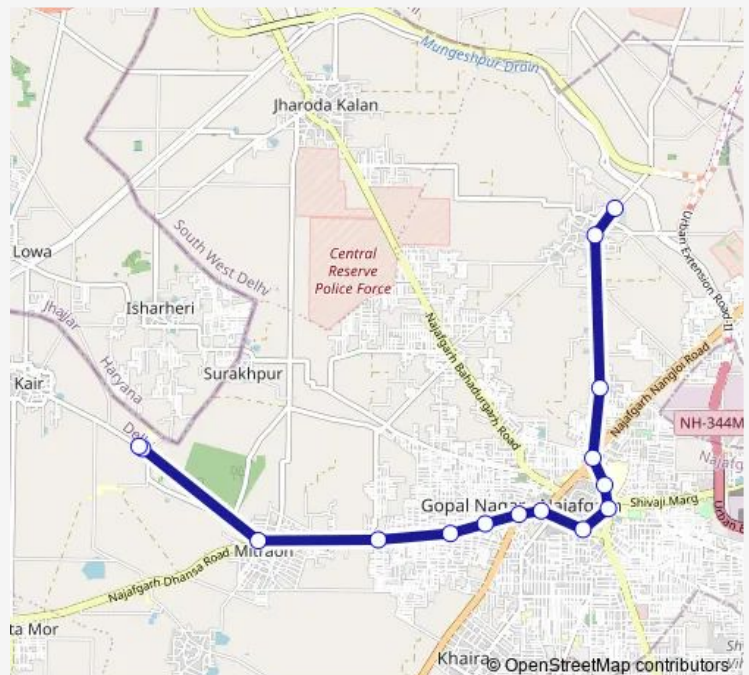 Mungeshpur Drain
Jharoda Kalan
South West Delhi
Lowa
Central
Reserve
Police Force
Urban Extension Road-II
Isharheri
Jhajjar
Haryana
Surakhpur
Najafgarh Bahadurgarh Road
Najafgarh Nangloi Road
Kair
NH-344M
Gopal Nagar
Shivaji Marg
Mitraon
Najafgarh Dhansa Road
ta Mor
Khaira
© OpenStreetMap contributors